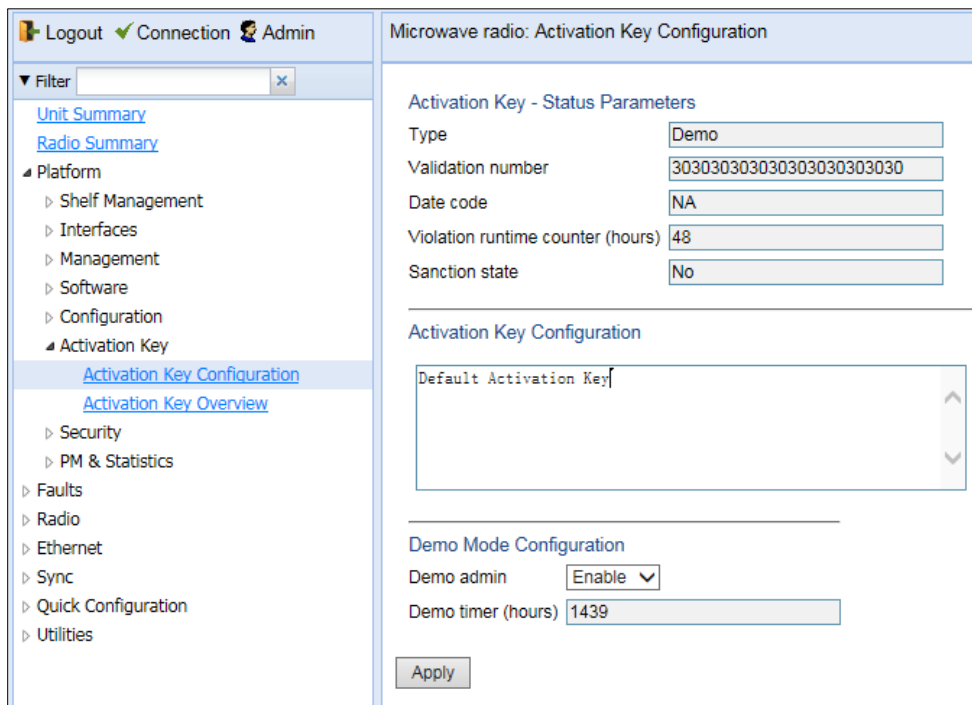 Logout Connection Admin
Filter
Unit Summary
Radio Summary
Platform
Shelf Management
Interfaces
Management
Software
Configuration
Activation Key
Activation Key Configuration
Activation Key Overview
Security
PM & Statistics
Faults
Radio
Ethernet
Sync
Quick Configuration
Utilities
Microwave radio: Activation Key Configuration
Activation Key - Status Parameters
Type Demo
Validation number 303030303030303030303030
Date code NA
Violation runtime counter (hours) 48
Sanction state No
Activation Key Configuration
Default Activation Key
Demo Mode Configuration
Demo admin Enable
Demo timer (hours) 1439
Apply